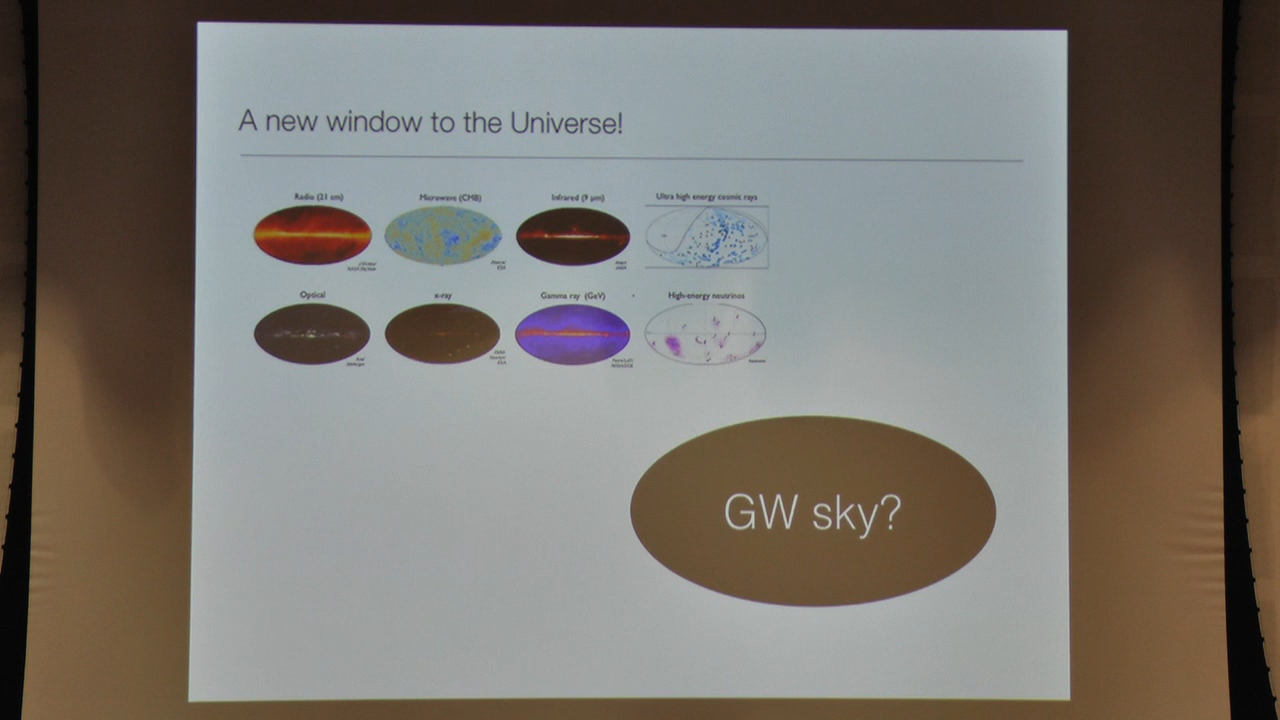 A new window to the Universe!
Radio (21 cm)
Microwave (CMB)
Infrared (9 µm)
Ultra high energy cosmic rays
Optical
x-ray
Gamma ray (GeV)
High-energy neutrinos
GW sky?